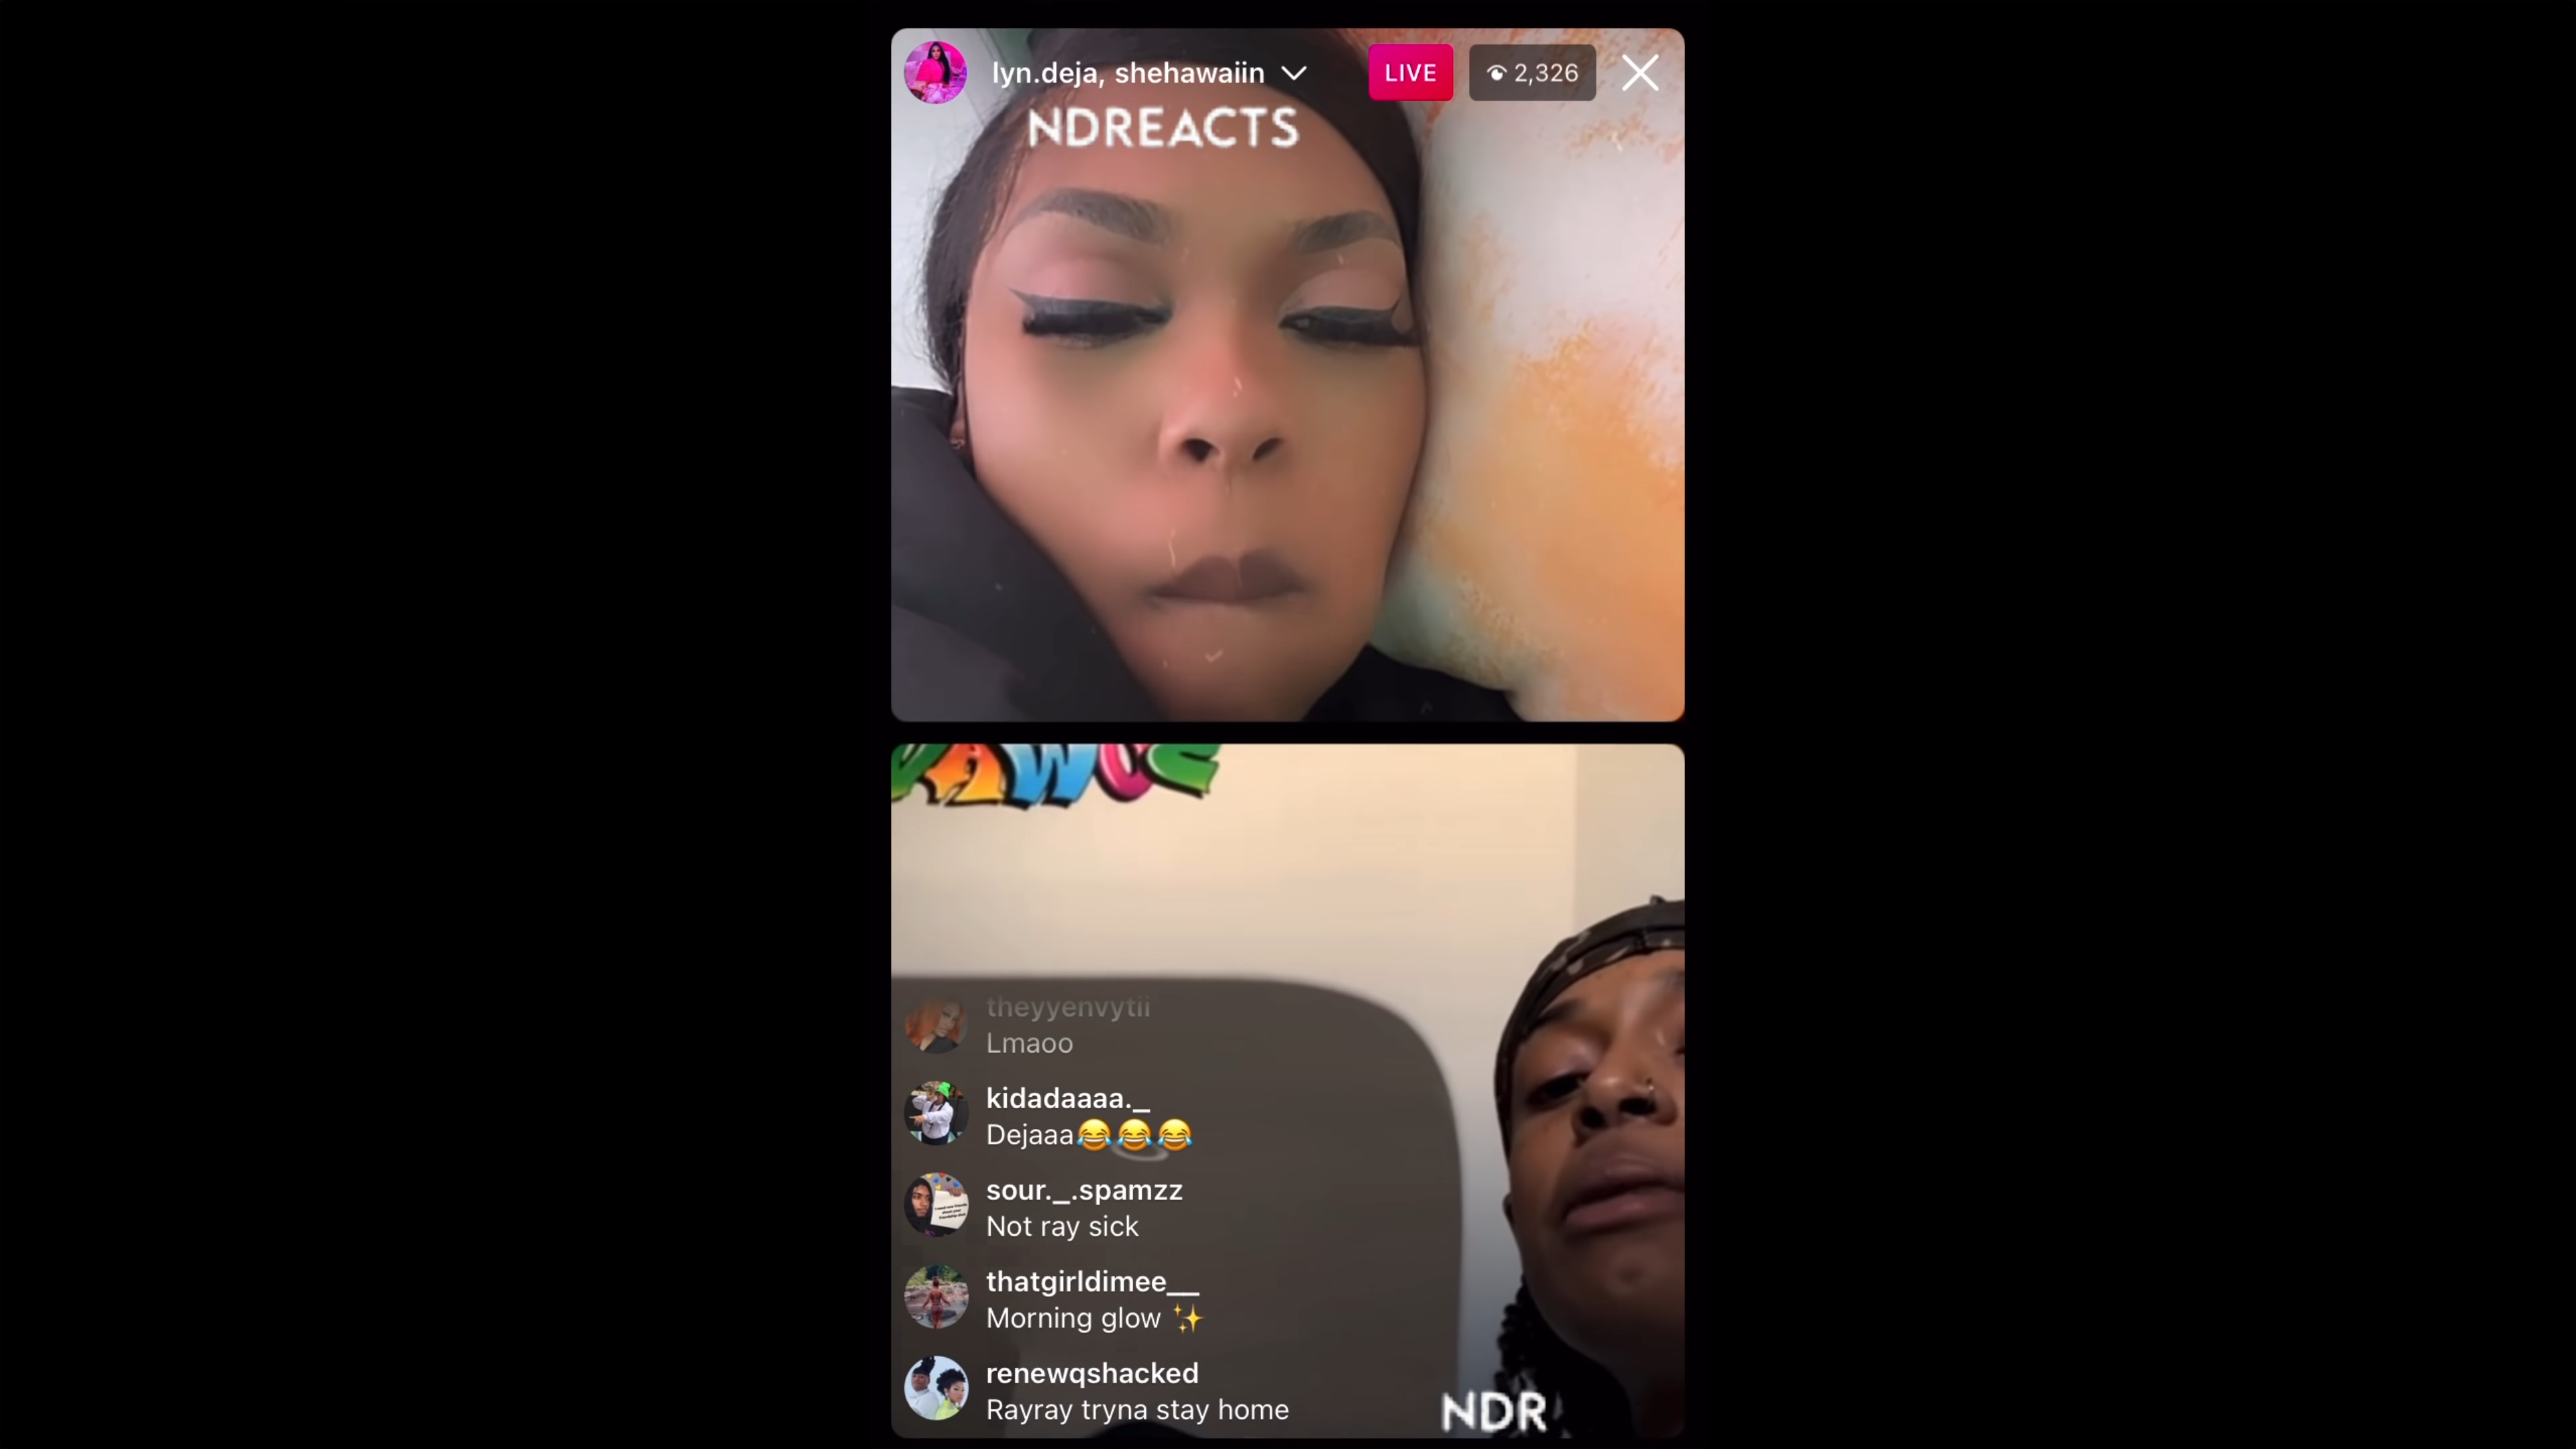 lyn.deja, shehawaiin
LIVE
2,326
NDREACTS
theyyenvytii
Lmaoo
kidadaaaa._
Dejaaa😂😂😂
sour._.spamzz
Not ray sick
thatgirldimee__
Morning glow ✨
renewqshacked
Rayray tryna stay home
NDR